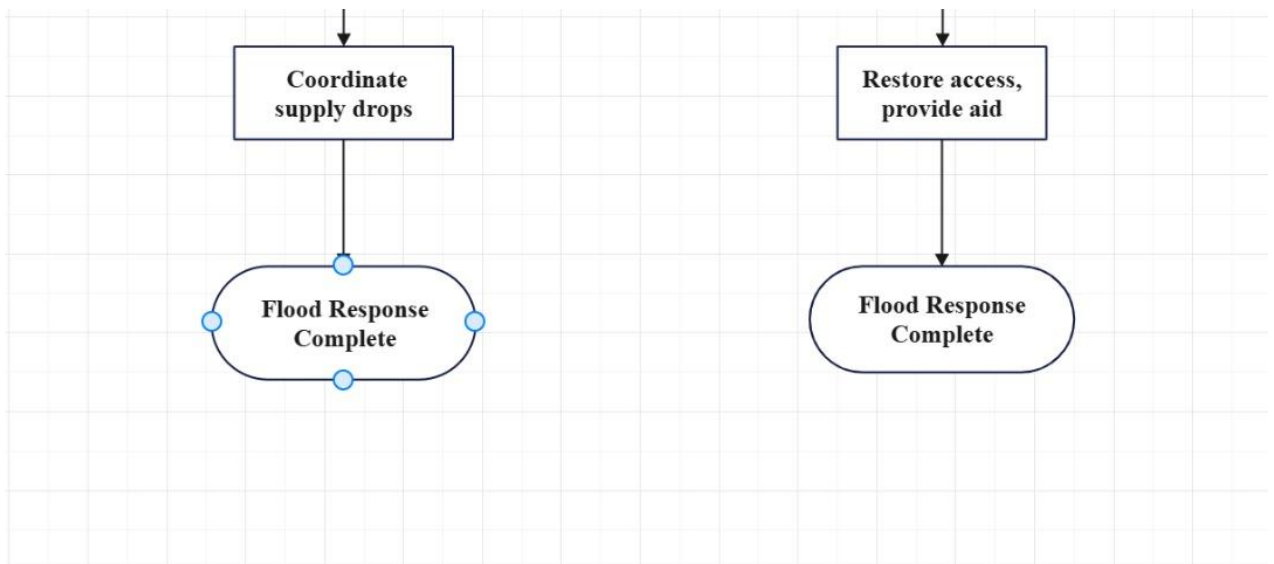 Coordinate
supply drops
Restore access,
provide aid
Flood Response
Complete
Flood Response
Complete